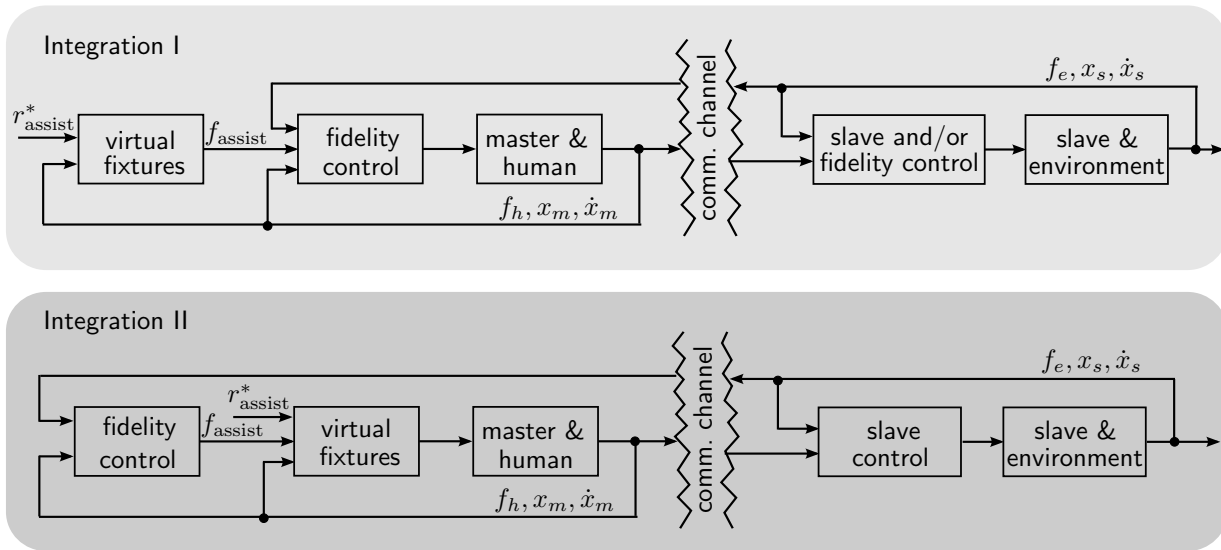 Integration I
r*assist
virtual
fixtures
fassist
fidelity
control
master &
human
fh, xm, ẋm
comm. channel
fe, xs, ẋs
slave and/or
fidelity control
slave &
environment
Integration II
fidelity
control
fassist
r*assist
virtual
fixtures
master &
human
fh, xm, ẋm
comm. channel
fe, xs, ẋs
slave
control
slave &
environment